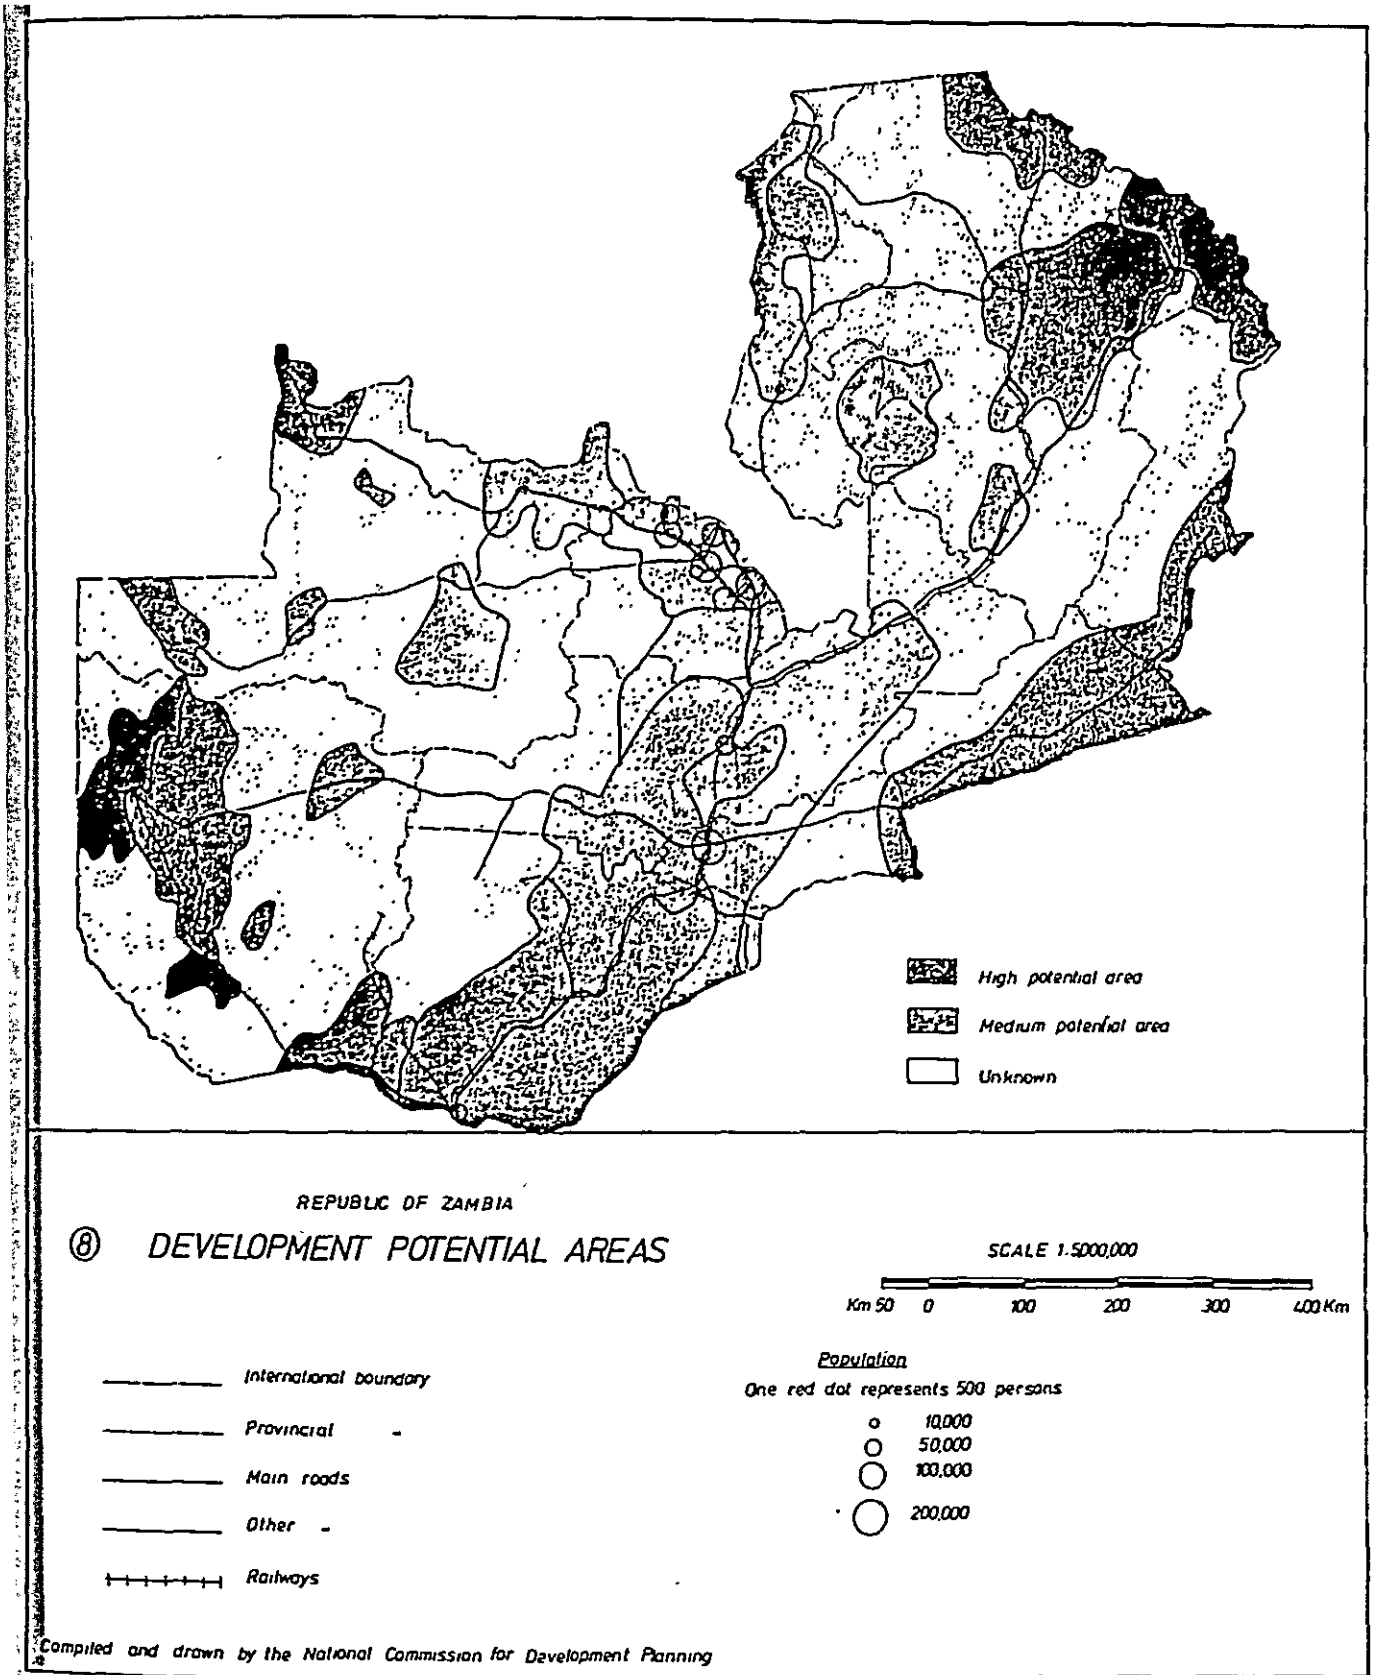 High potential area
Medium potential area
Unknown
REPUBLIC OF ZAMBIA
⑧ DEVELOPMENT POTENTIAL AREAS
SCALE 1:5000,000
Km 50 0 100 200 300 400 Km
International boundary
Provincial "
Main roads
Other "
Railways
Population
One red dot represents 500 persons
10,000
50,000
100,000
200,000
Compiled and drawn by the National Commission for Development Planning